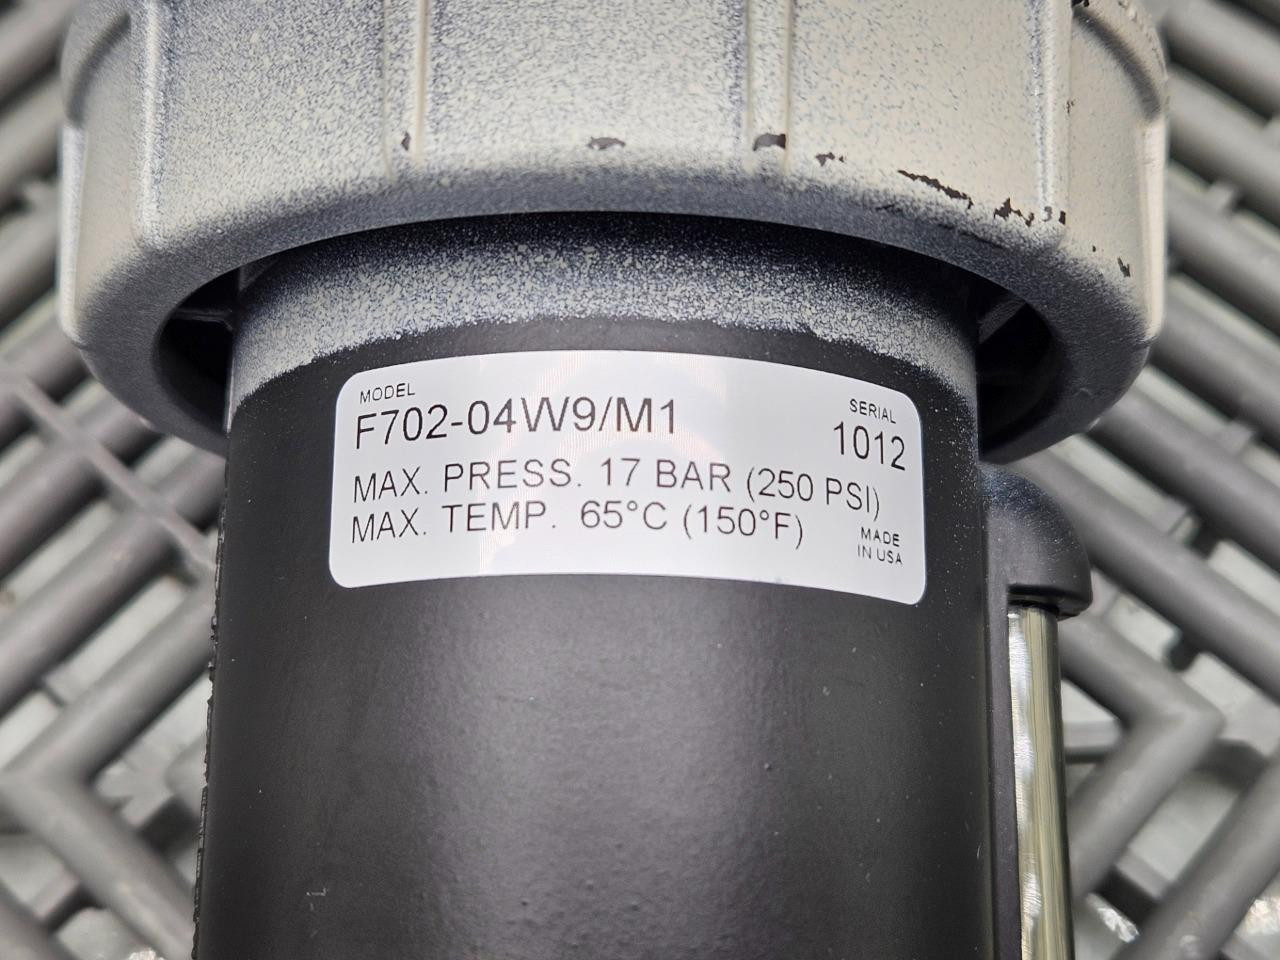 MODEL
F702-04W9/M1
SERIAL
1012
MAX. PRESS. 17 BAR (250 PSI)
MAX. TEMP. 65°C (150°F)
MADE
IN USA